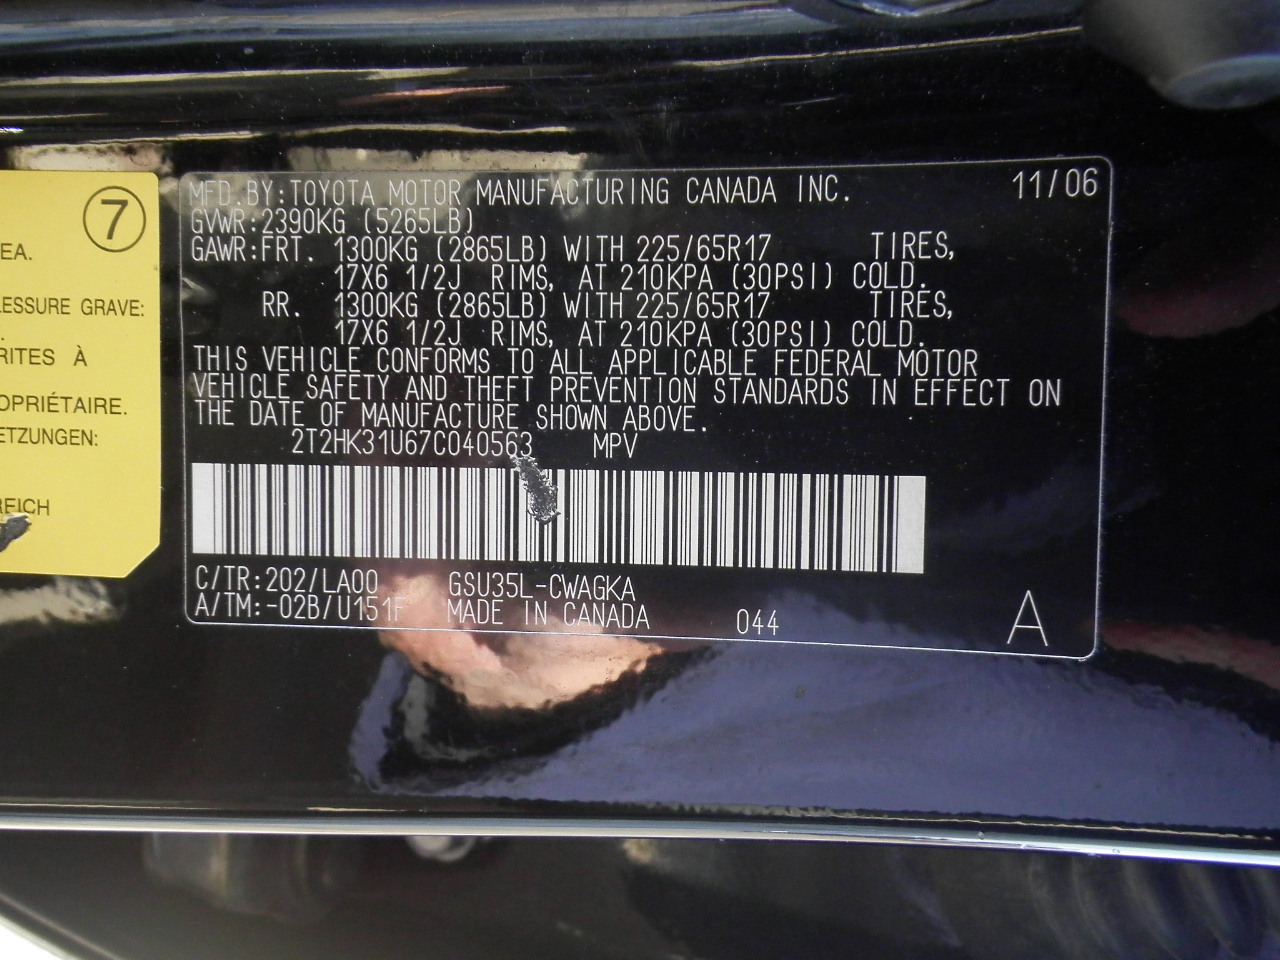 MFD.BY:TOYOTA MOTOR MANUFACTURING CANADA INC. 11/06
GVWR:2390KG (5265LB)
GAWR:FRT. 1300KG (2865LB) WITH 225/65R17 TIRES,
17X6 1/2J RIMS, AT 210KPA (30PSI) COLD.
RR. 1300KG (2865LB) WITH 225/65R17 TIRES,
17X6 1/2J RIMS, AT 210KPA (30PSI) COLD.
THIS VEHICLE CONFORMS TO ALL APPLICABLE FEDERAL MOTOR
VEHICLE SAFETY AND THEFT PREVENTION STANDARDS IN EFFECT ON
THE DATE OF MANUFACTURE SHOWN ABOVE.
2T2HK31U67C040563 MPV
C/TR:202/LA00 GSU35L-CWAGKA
A/TM:-02B/U151F MADE IN CANADA 044 A
7
EA.
ESSURE GRAVE:
RITES À
OPRIÉTAIRE.
ETZUNGEN:
REICH